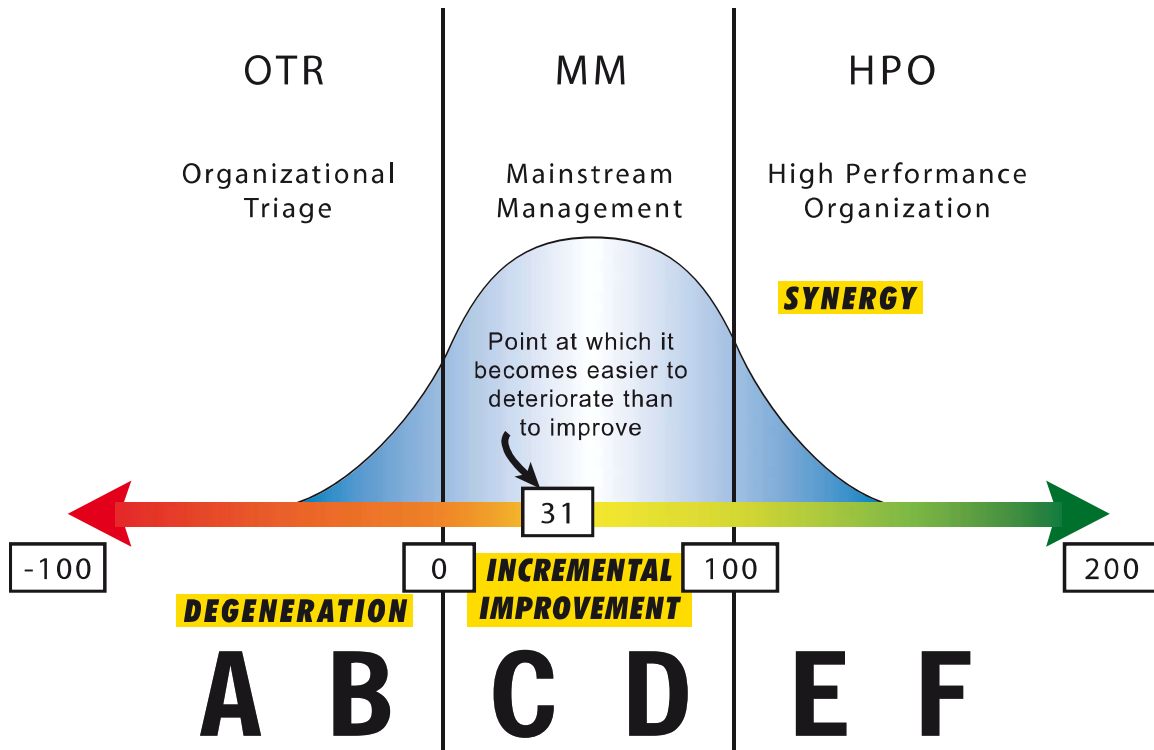 OTR
MM
HPO
Organizational
Triage
Mainstream
Management
High Performance
Organization
SYNERGY
Point at which it
becomes easier to
deteriorate than
to improve
31
-100
0
100
200
INCREMENTAL
IMPROVEMENT
DEGENERATION
A B C D E F